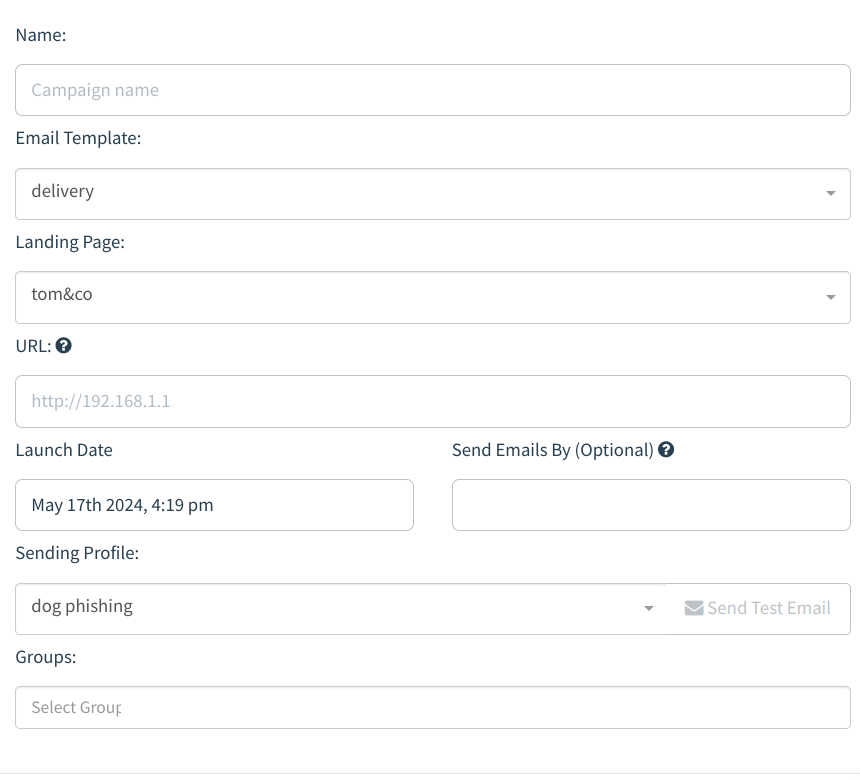 Name:
Campaign name
Email Template:
delivery
Landing Page:
tom&co
URL:
http://192.168.1.1
Launch Date
Send Emails By (Optional)
May 17th 2024, 4:19 pm
Sending Profile:
dog phishing
Send Test Email
Groups:
Select Group